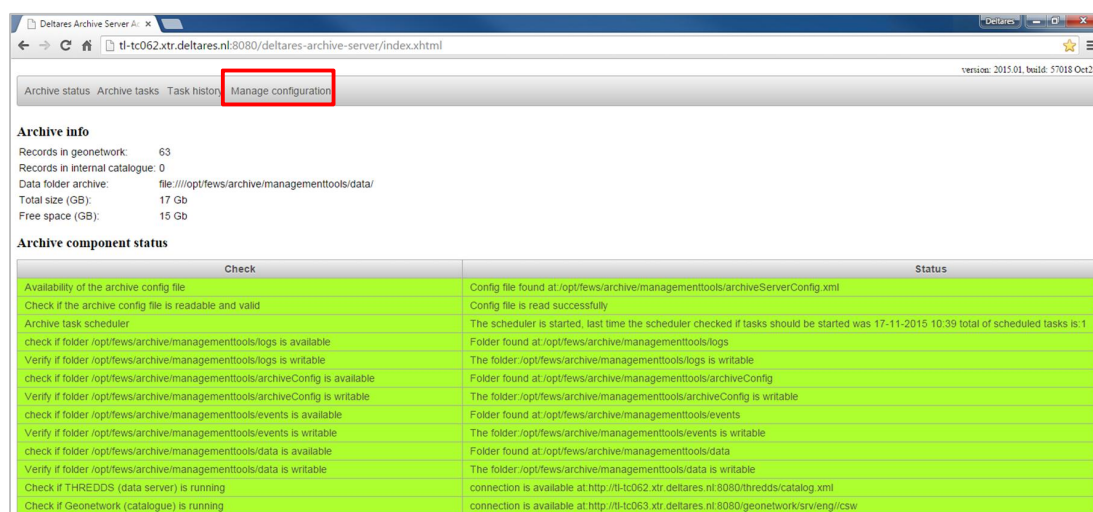 Deltares Archive Server Ad
Deltares
tl-tc062.xtr.deltares.nl:8080/deltares-archive-server/index.xhtml
version: 2015.01, build: 57018 Oct2
Archive status Archive tasks Task history Manage configuration
Archive info
Records in geonetwork: 63
Records in internal catalogue: 0
Data folder archive: file:////opt/fews/archive/managementtools/data/
Total size (GB): 17 Gb
Free space (GB): 15 Gb
Archive component status
Check Status
Availability of the archive config file Config file found at:/opt/fews/archive/managementtools/archiveServerConfig.xml
Check if the archive config file is readable and valid Config file is read successfully
Archive task scheduler The scheduler is started, last time the scheduler checked if tasks should be started was 17-11-2015 10:39 total of scheduled tasks is:1
check if folder /opt/fews/archive/managementtools/logs is available Folder found at:/opt/fews/archive/managementtools/logs
Verify if folder /opt/fews/archive/managementtools/logs is writable The folder:/opt/fews/archive/managementtools/logs is writable
check if folder /opt/fews/archive/managementtools/archiveConfig is available Folder found at:/opt/fews/archive/managementtools/archiveConfig
Verify if folder /opt/fews/archive/managementtools/archiveConfig is writable The folder:/opt/fews/archive/managementtools/archiveConfig is writable
check if folder /opt/fews/archive/managementtools/events is available Folder found at:/opt/fews/archive/managementtools/events
Verify if folder /opt/fews/archive/managementtools/events is writable The folder:/opt/fews/archive/managementtools/events is writable
check if folder /opt/fews/archive/managementtools/data is available Folder found at:/opt/fews/archive/managementtools/data
Verify if folder /opt/fews/archive/managementtools/data is writable The folder:/opt/fews/archive/managementtools/data is writable
Check if THREDDS (data server) is running connection is available at:http://tl-tc062.xtr.deltares.nl:8080/thredds/catalog.xml
Check if Geonetwork (catalogue) is running connection is available at:http://tl-tc063.xtr.deltares.nl:8080/geonetwork/srv/eng//csw